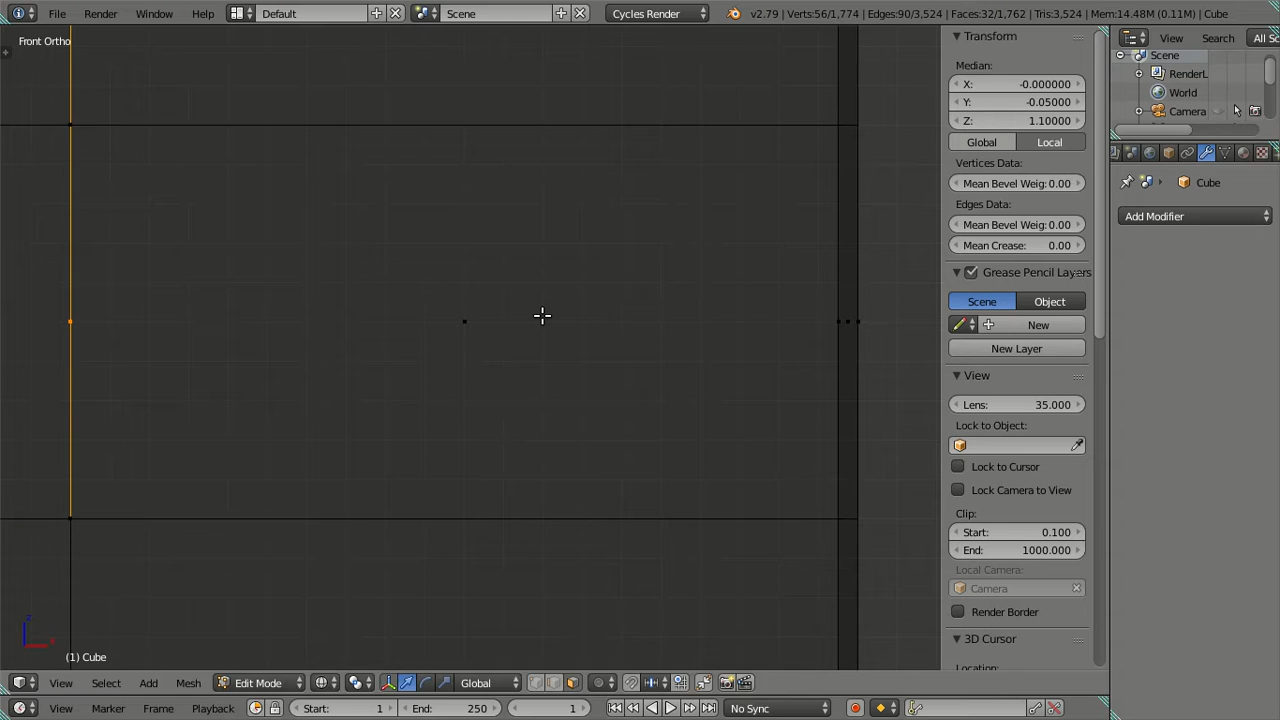 File Render Window Help Default Scene Cycles Render v2.79 | Verts:56/1,774 | Edges:90/3,524 | Faces:32/1,762 | Tris:3,524 | Mem:14.48M (0.11M) | Cube
Front Ortho
Transform
Median:
X: -0.000000
Y: -0.05000
Z: 1.10000
Global Local
Vertices Data:
Mean Bevel Weig: 0.00
Edges Data:
Mean Bevel Weig: 0.00
Mean Crease: 0.00
Grease Pencil Layers
Scene Object
New
New Layer
View
Lens: 35.000
Lock to Object:
Lock to Cursor
Lock Camera to View
Clip:
Start: 0.100
End: 1000.000
Local Camera:
Camera
Render Border
3D Cursor
Location:
View Search All Sc
Scene
RenderL
World
Camera
Cube
Add Modifier
z
x
(1) Cube
View Select Add Mesh Edit Mode Global
View Marker Frame Playback Start: 1 End: 250 1 No Sync